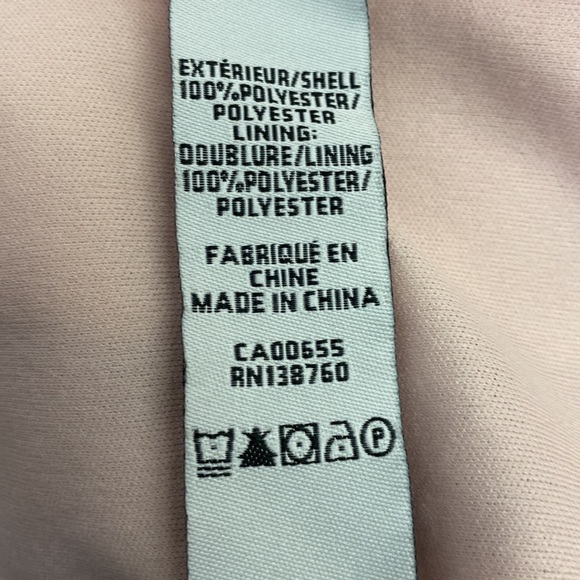 EXTÉRIEUR/SHELL
100%POLYESTER/
POLYESTER
LINING:
DOUBLURE/LINING
100%POLYESTER/
POLYESTER
FABRIQUÉ EN
CHINE
MADE IN CHINA
CA00655
RN138760
P